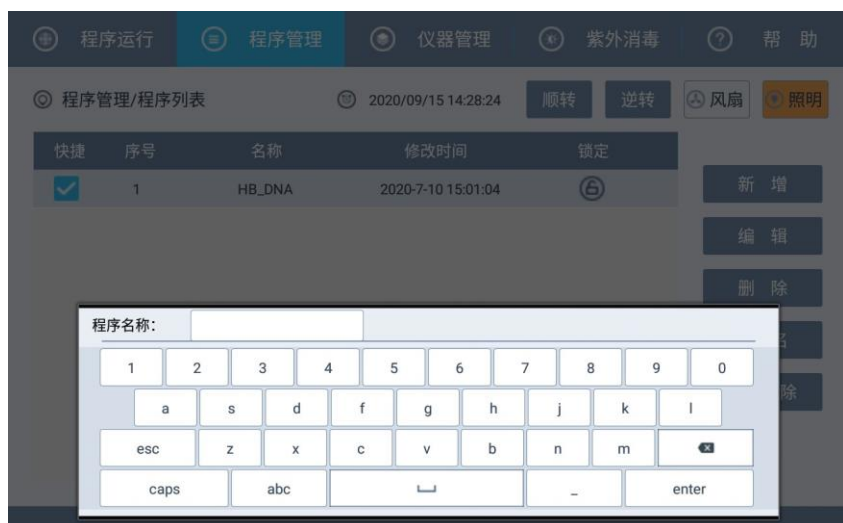 程序运行 程序管理 仪器管理 紫外消毒 ? 帮 助
程序管理/程序列表 2020/09/15 14:28:24 顺转 逆转 风扇 照明
快捷 序号 名称 修改时间 锁定
1 HB_DNA 2020-7-10 15:01:04
新 增
编 辑
删 除
名
除
程序名称:
1 2 3 4 5 6 7 8 9 0
a s d f g h j k l
esc z x c v b n m
caps abc _ enter